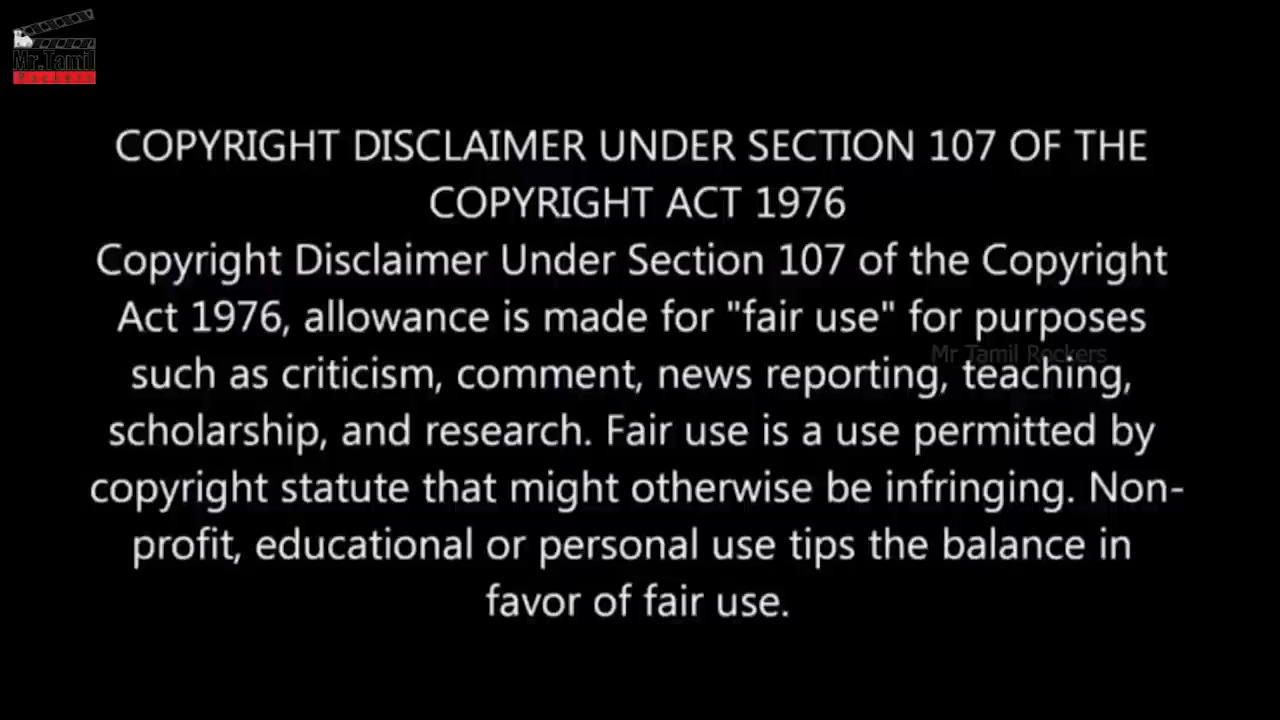 Mr.Tamil
Rockers
COPYRIGHT DISCLAIMER UNDER SECTION 107 OF THE
COPYRIGHT ACT 1976
Copyright Disclaimer Under Section 107 of the Copyright
Act 1976, allowance is made for "fair use" for purposes
Mr Tamil Rockers
such as criticism, comment, news reporting, teaching,
scholarship, and research. Fair use is a use permitted by
copyright statute that might otherwise be infringing. Non-
profit, educational or personal use tips the balance in
favor of fair use.